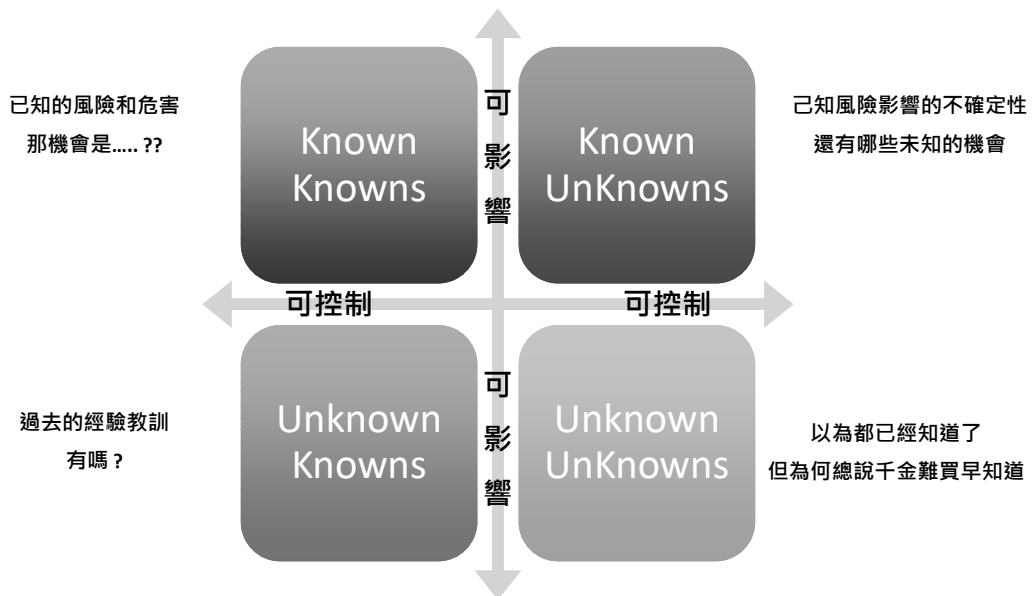 已知的風險和危害
那機會是..... ??
Known
Knowns
可
影
響
Known
UnKnowns
己知風險影響的不確定性
還有哪些未知的機會
可控制
可控制
過去的經驗教訓
有嗎 ?
Unknown
Knowns
可
影
響
Unknown
UnKnowns
以為都已經知道了
但為何總說千金難買早知道